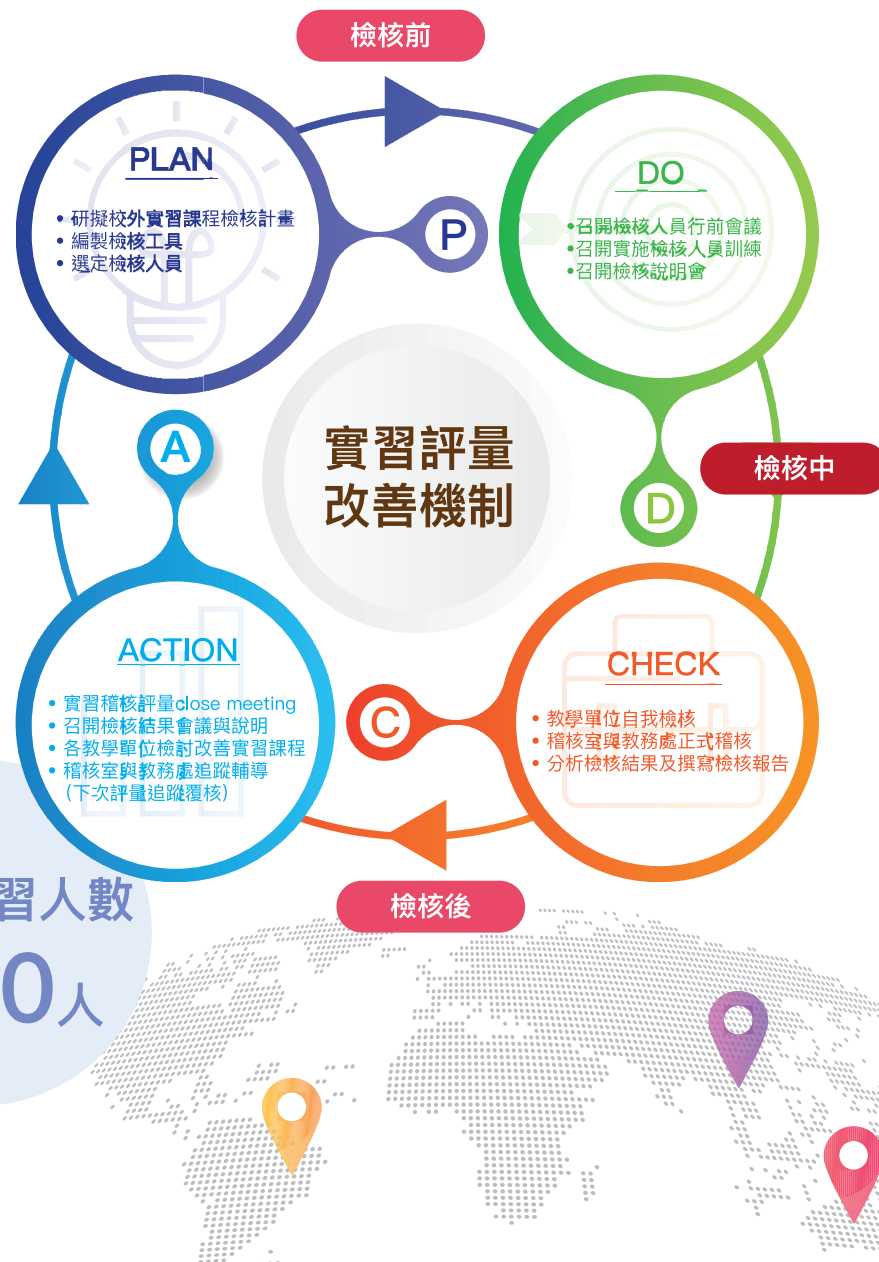 檢核前
PLAN
• 研擬校外實習課程檢核計畫
• 編製檢核工具
• 選定檢核人員
P
DO
•召開檢核人員行前會議
•召開實施檢核人員訓練
•召開檢核說明會
D
檢核中
實習評量
改善機制
A
ACTION
• 實習稽核評量close meeting
• 召開檢核結果會議與說明
• 各教學單位檢討改善實習課程
• 稽核室與教務處追蹤輔導
(下次評量追蹤覆核)
C
CHECK
• 教學單位自我檢核
• 稽核室與教務處正式稽核
• 分析檢核結果及撰寫檢核報告
檢核後
習人數
0人